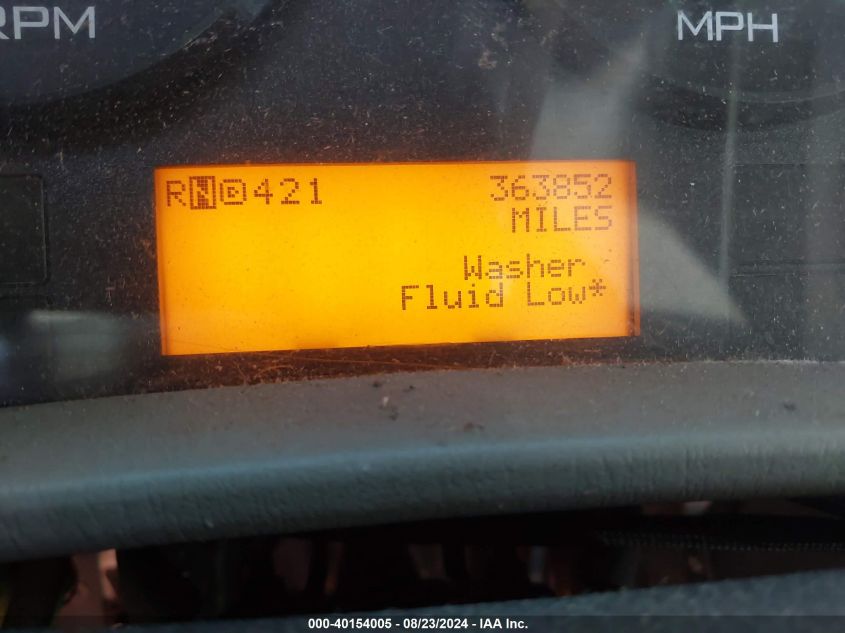 RPM
MPH
RND421 363852
MILES
Washer
Fluid Low*
000-40154005 - 08/23/2024 - IAA Inc.